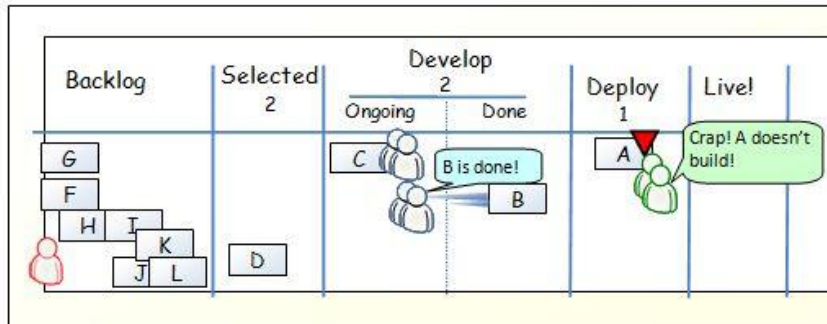 Backlog
Selected
2
Develop
2
Ongoing
Done
Deploy
1
Live!
G
F
H
I
K
J
L
D
C
B is done!
B
A
Crap! A doesn't
build!